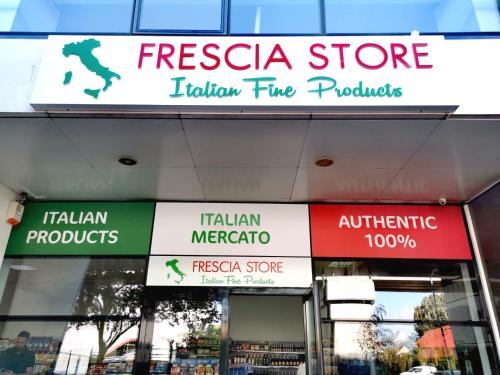 FRESCIA STORE
Italian Fine Products
ITALIAN
PRODUCTS
ITALIAN
MERCATO
AUTHENTIC
100%
FRESCIA STORE
Italian Fine Products